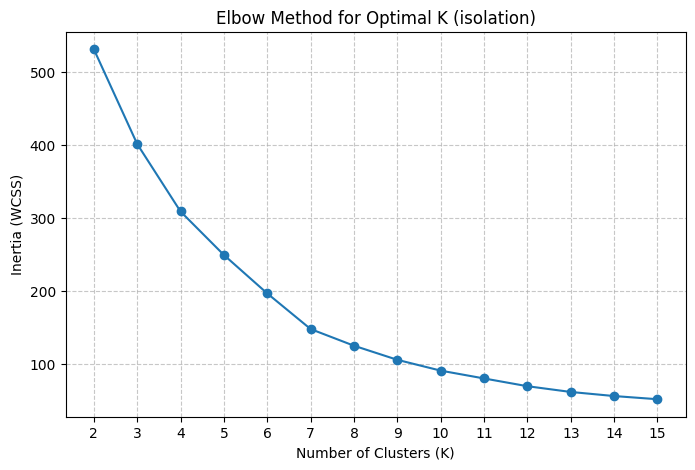 Elbow Method for Optimal K (isolation)
500
400
300
200
100
Inertia (WCSS)
2 3 4 5 6 7 8 9 10 11 12 13 14 15
Number of Clusters (K)